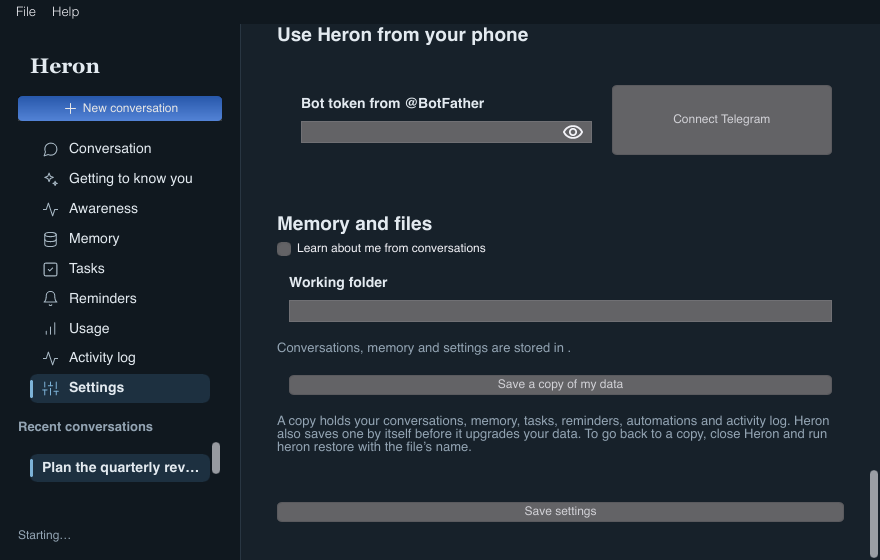 File Help
Heron
New conversation
Conversation
Getting to know you
Awareness
Memory
Tasks
Reminders
Usage
Activity log
Settings
Recent conversations
Plan the quarterly rev…
Starting…
Use Heron from your phone
Bot token from @BotFather
Connect Telegram
Memory and files
Learn about me from conversations
Working folder
Conversations, memory and settings are stored in .
Save a copy of my data
A copy holds your conversations, memory, tasks, reminders, automations and activity log. Heron
also saves one by itself before it upgrades your data. To go back to a copy, close Heron and run
heron restore with the file’s name.
Save settings